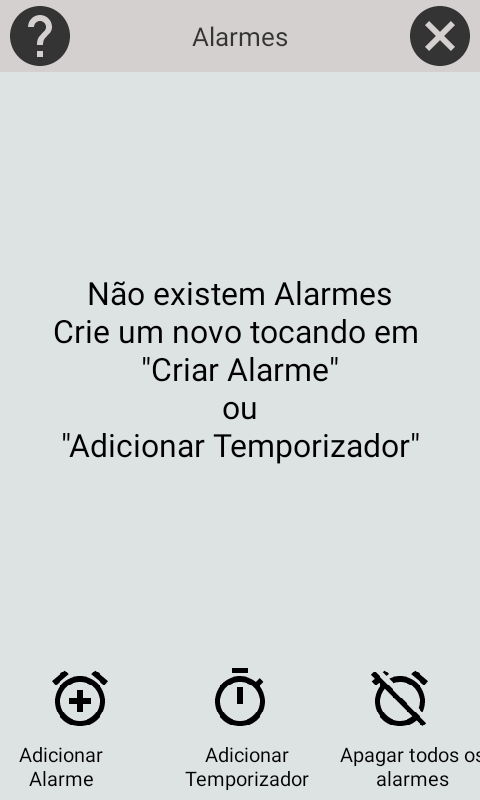 Alarmes
Não existem Alarmes
Crie um novo tocando em
"Criar Alarme"
ou
"Adicionar Temporizador"
Adicionar
Alarme
Adicionar
Temporizador
Apagar todos os
alarmes